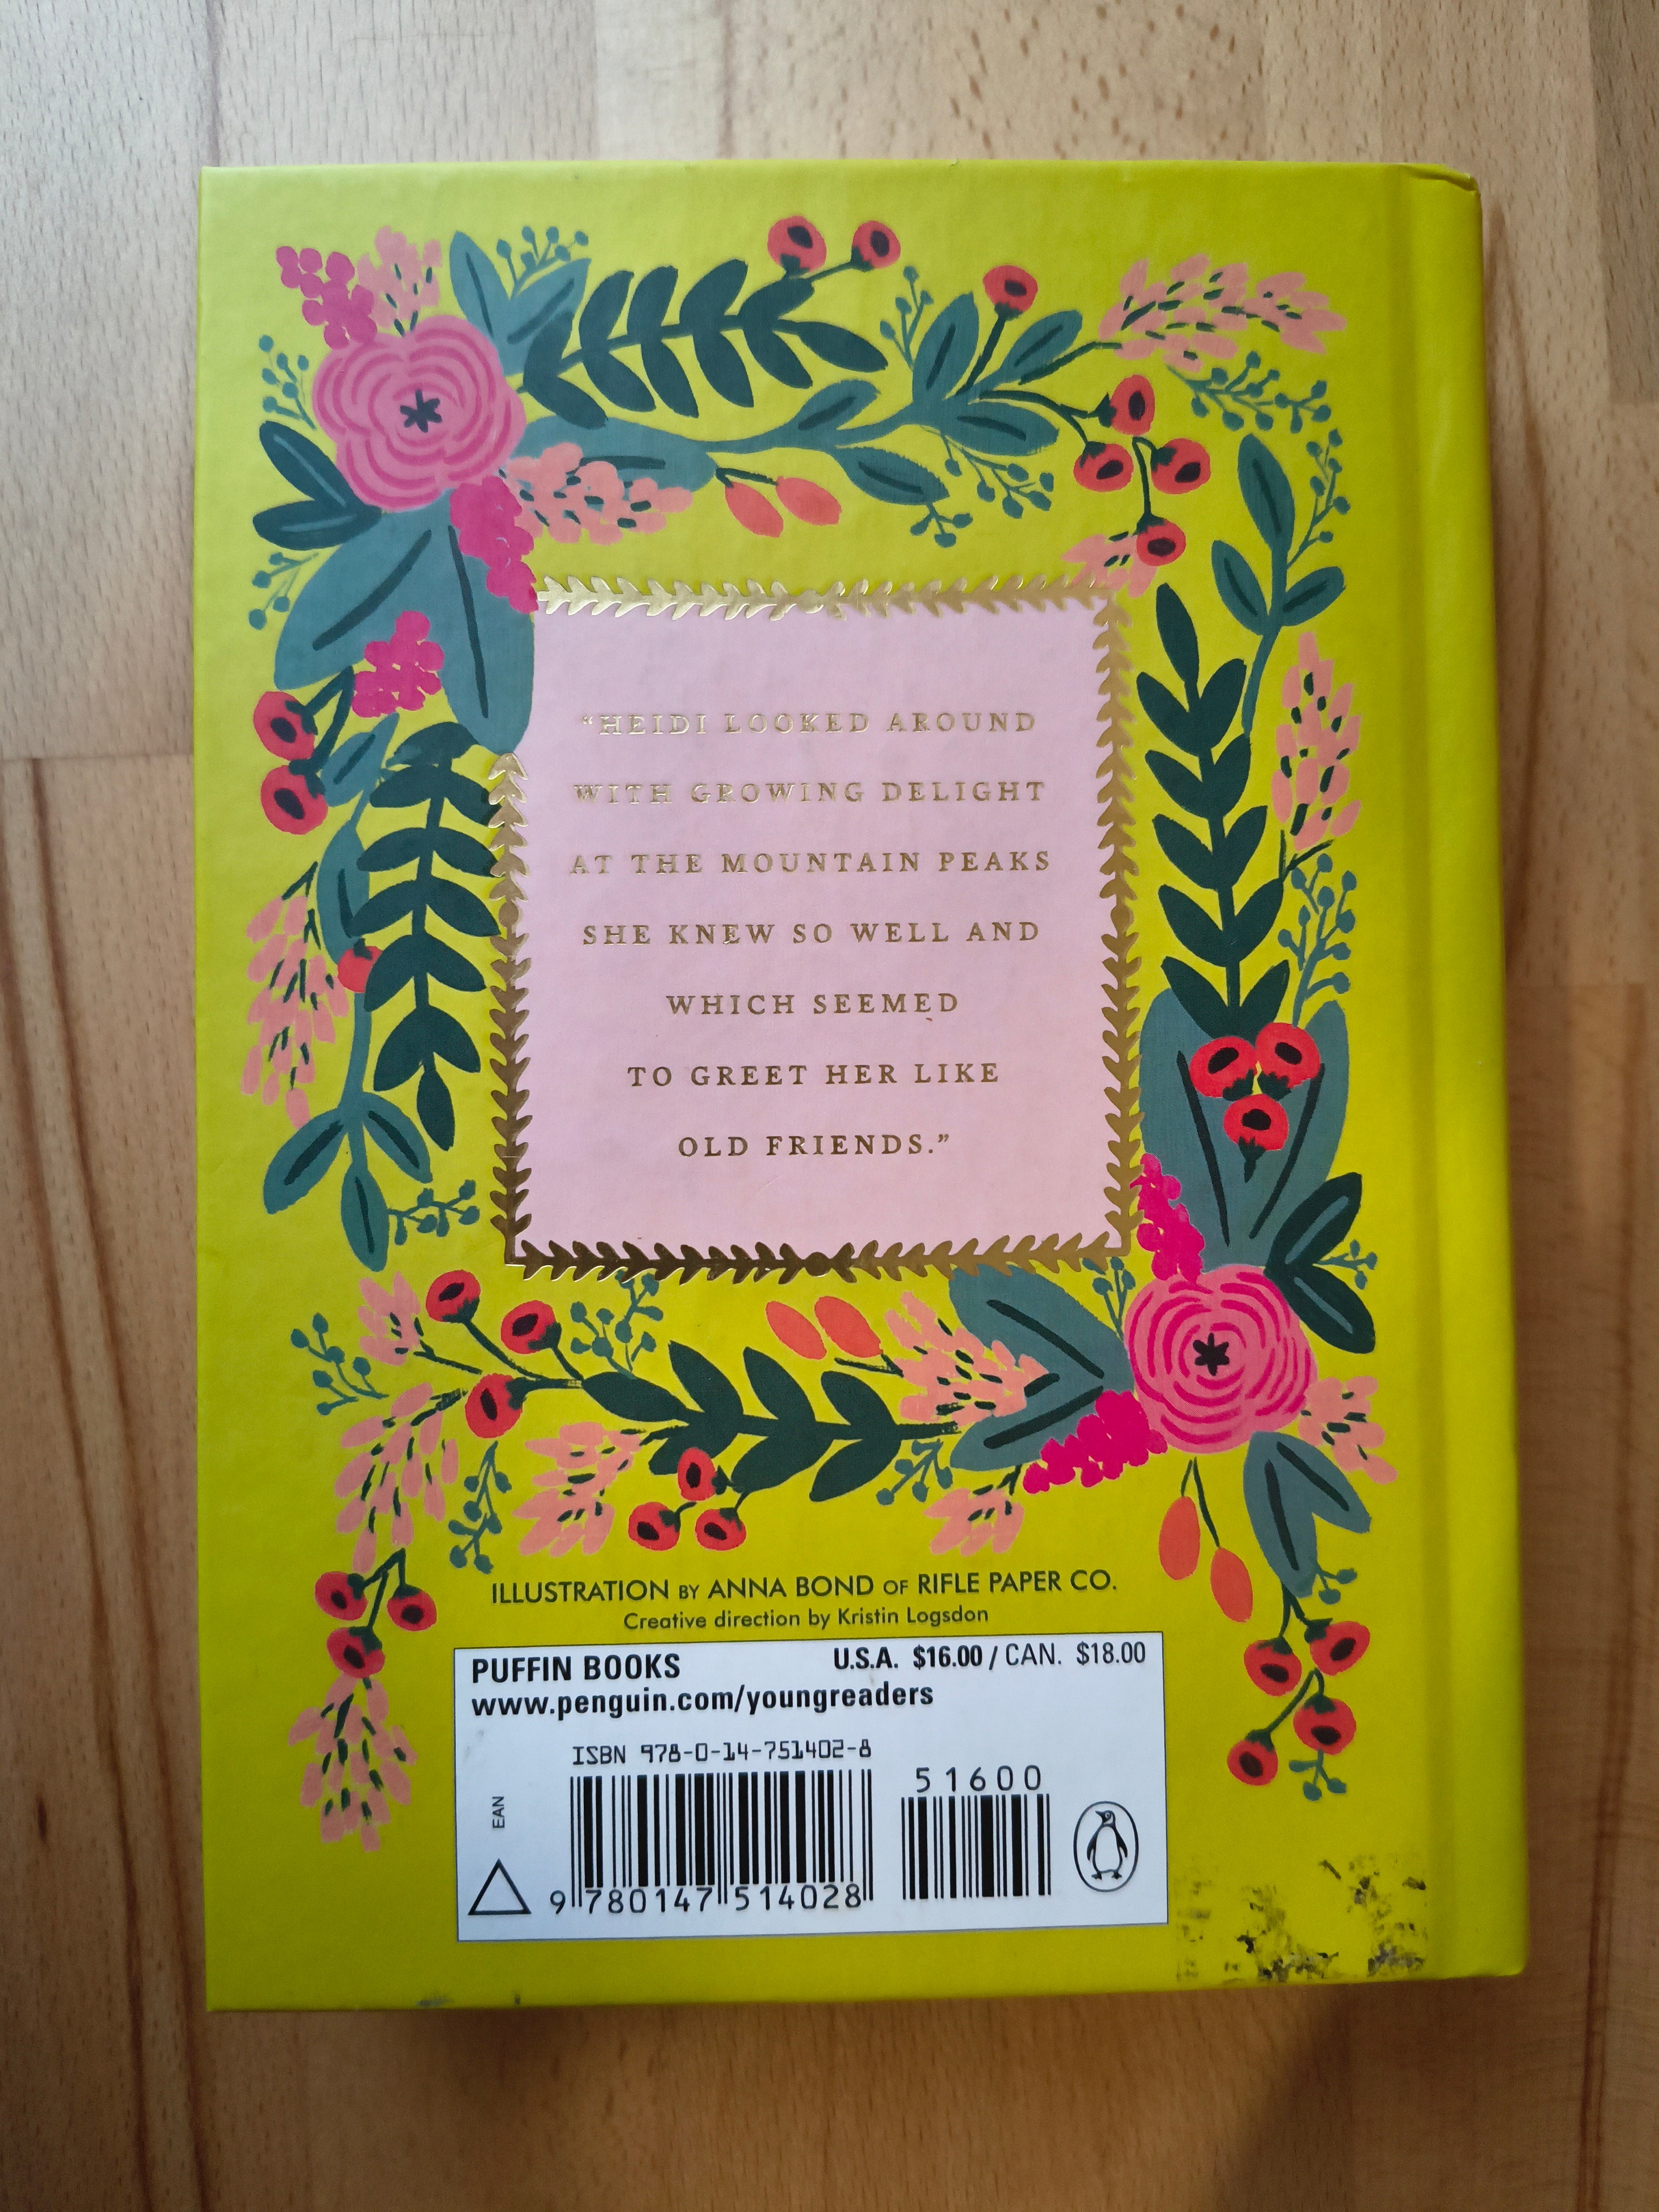 “HEIDI LOOKED AROUND
WITH GROWING DELIGHT
AT THE MOUNTAIN PEAKS
SHE KNEW SO WELL AND
WHICH SEEMED
TO GREET HER LIKE
OLD FRIENDS.”
ILLUSTRATION BY ANNA BOND OF RIFLE PAPER CO.
Creative direction by Kristin Logsdon
PUFFIN BOOKS U.S.A. $16.00 / CAN. $18.00
www.penguin.com/youngreaders
ISBN 978-0-14-751402-8
51600
EAN
9 780147 514028